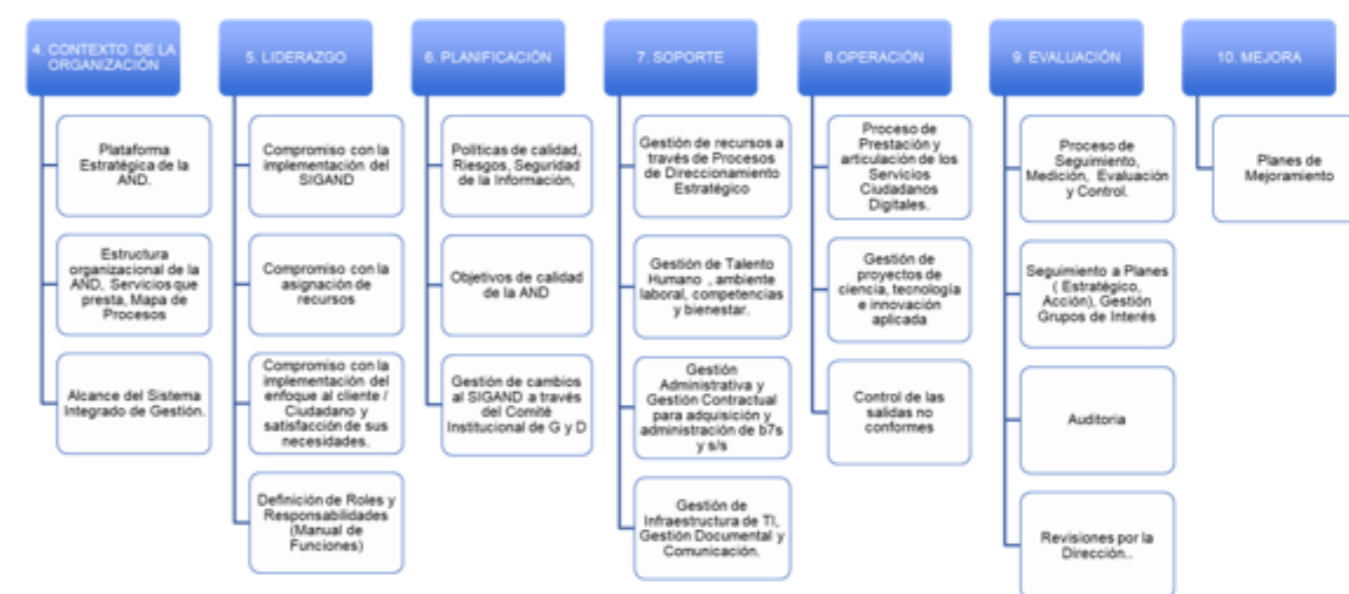 4. CONTEXTO DE LA
ORGANIZACIÓN
Plataforma
Estratégica de la
AND.
Estructura
organizacional de la
AND, Servicios que
presta, Mapa de
Procesos
Alcance del Sistema
Integrado de Gestión.
5. LIDERAZGO
Compromiso con la
implementación del
SIGAND
Compromiso con la
asignación de
recursos
Compromiso con la
implementación del
enfoque al cliente /
Ciudadano y
satisfacción de sus
necesidades.
Definición de Roles y
Responsabilidades
(Manual de
Funciones)
6. PLANIFICACIÓN
Políticas de calidad,
Riesgos, Seguridad
de la Información,
Objetivos de calidad
de la AND
Gestión de cambios
al SIGAND a través
del Comité
Institucional de G y D
7. SOPORTE
Gestión de recursos a
través de Procesos
de Direccionamiento
Estratégico
Gestión de Talento
Humano , ambiente
laboral, competencias
y bienestar.
Gestión
Administrativa y
Gestión Contractual
para adquisición y
administración de b7s
y s/s
Gestión de
Infraestructura de TI,
Gestión Documental y
Comunicación.
8.OPERACIÓN
Proceso de
Prestación y
articulación de los
Servicios
Ciudadanos
Digitales.
Gestión de
proyectos de
ciencia, tecnología
e innovación
aplicada
Control de las
salidas no
conformes
9. EVALUACIÓN
Proceso de
Seguimiento,
Medición, Evaluación
y Control.
Seguimiento a Planes
( Estratégico,
Acción), Gestión
Grupos de Interés
Auditoria
Revisiones por la
Dirección..
10. MEJORA
Planes de
Mejoramiento